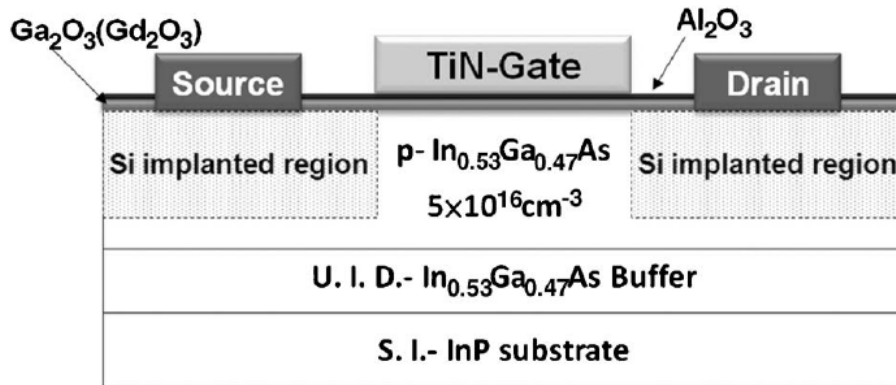 Ga₂O₃(Gd₂O₃)
Al₂O₃
Source
TiN-Gate
Drain
Si implanted region
p- In₀.₅₃Ga₀.₄₇As
5×10¹⁶cm⁻³
Si implanted region
U. I. D.- In₀.₅₃Ga₀.₄₇As Buffer
S. I.- InP substrate